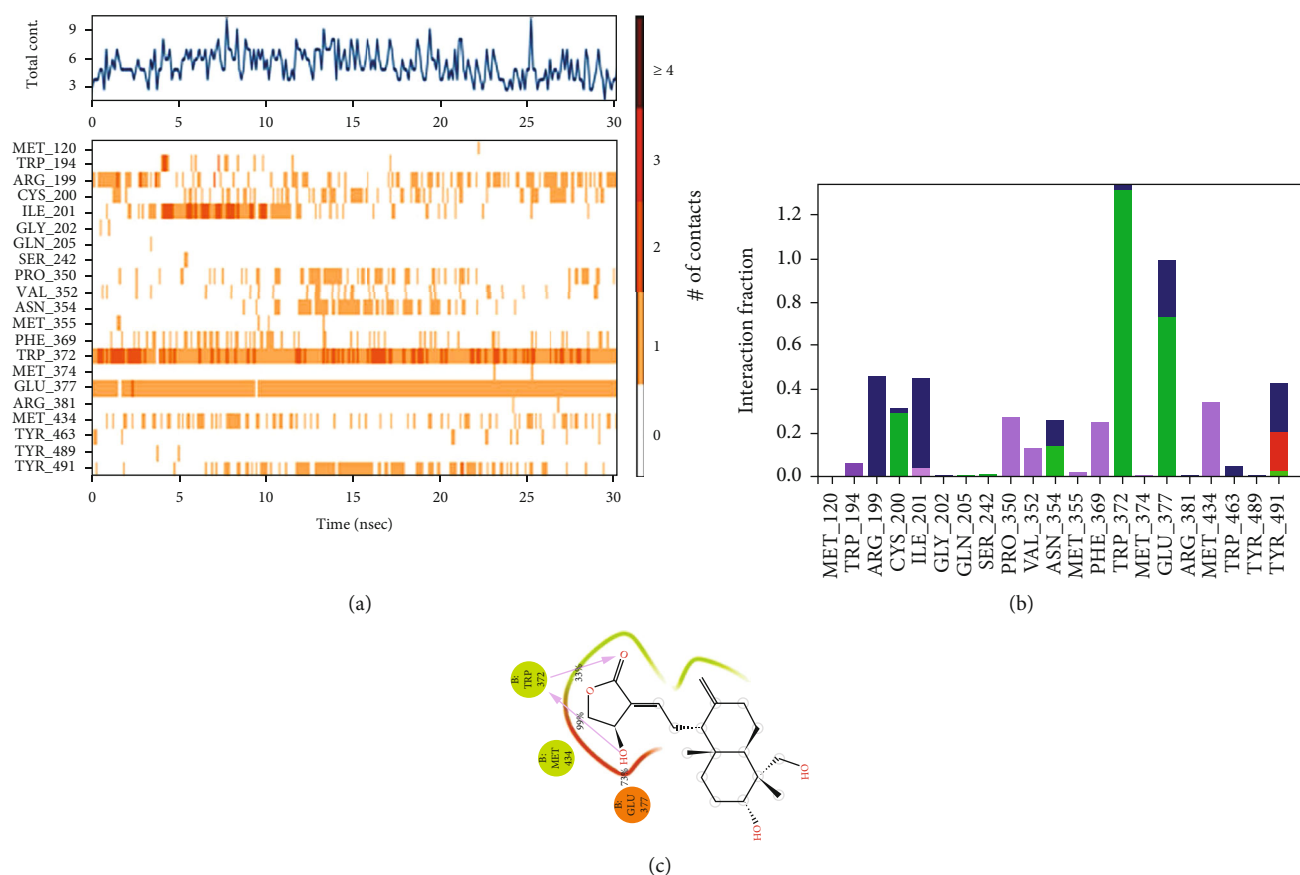 Total cont.
9
6
3
0 5 10 15 20 25 30
MET_120
TRP_194
ARG_199
CYS_200
ILE_201
GLY_202
GLN_205
SER_242
PRO_350
VAL_352
ASN_354
MET_355
PHE_369
TRP_372
MET_374
GLU_377
ARG_381
MET_434
TYR_463
TYR_489
TYR_491
0 5 10 15 20 25 30
Time (nsec)
≥ 4
3
2
1
0
# of contacts
(a)
Interaction fraction
1.2
1.0
0.8
0.6
0.4
0.2
0.0
MET_120
TRP_194
ARG_199
CYS_200
ILE_201
GLY_202
GLN_205
SER_242
PRO_350
VAL_352
ASN_354
MET_355
PHE_369
TRP_372
MET_374
GLU_377
ARG_381
MET_434
TRP_463
TYR_489
TYR_491
(b)
B:
TRP
372
33%
O
O
99%
HO
73%
B:
MET
434
B:
GLU
377
HO
HO
(c)